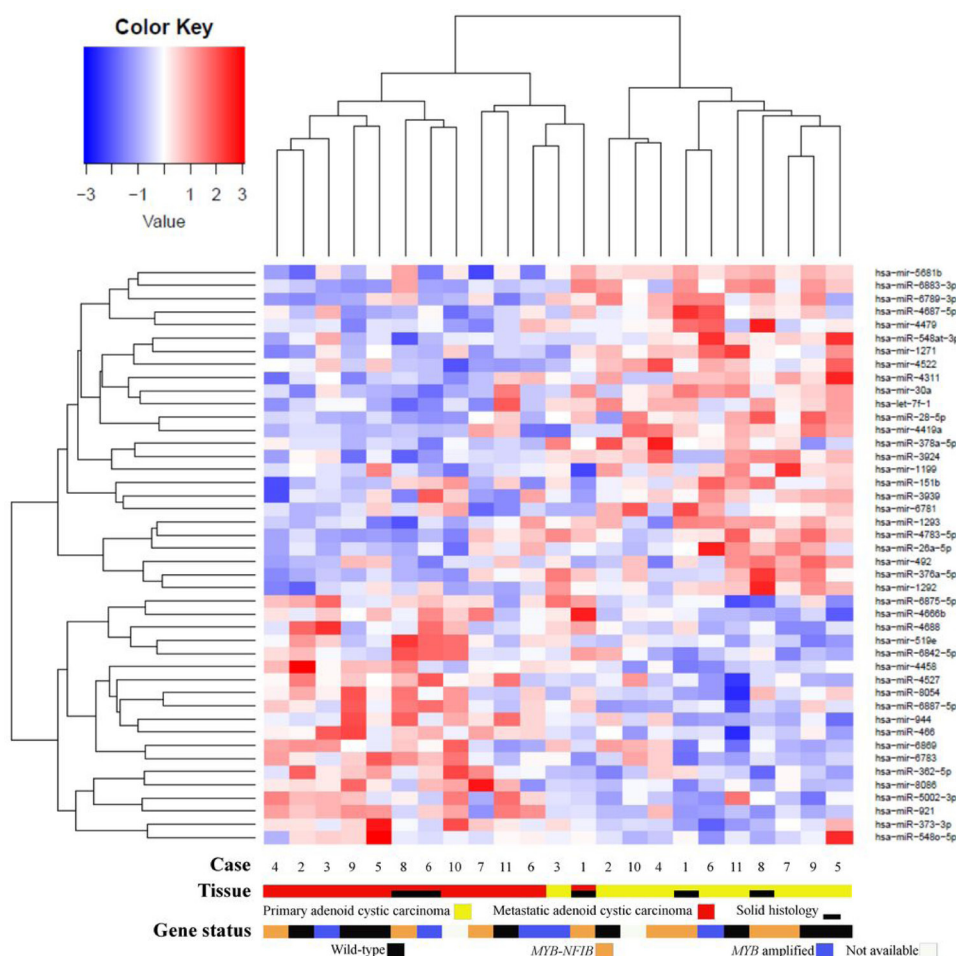 Color Key
−3 −1 1 2 3
Value
hsa-mir-5681b
hsa-miR-6883-3p
hsa-miR-6789-3p
hsa-miR-4687-5p
hsa-mir-4479
hsa-miR-548at-3p
hsa-mir-1271
hsa-mir-4522
hsa-miR-4311
hsa-mir-30a
hsa-let-7f-1
hsa-miR-28-5p
hsa-mir-4419a
hsa-miR-378a-5p
hsa-miR-3924
hsa-mir-1199
hsa-miR-151b
hsa-miR-3939
hsa-mir-6781
hsa-miR-1293
hsa-miR-4783-5p
hsa-miR-26a-5p
hsa-mir-492
hsa-miR-376a-5p
hsa-mir-1292
hsa-miR-6875-5p
hsa-miR-4666b
hsa-miR-4688
hsa-mir-519e
hsa-miR-6842-5p
hsa-mir-4458
hsa-miR-4527
hsa-miR-8054
hsa-miR-6887-5p
hsa-mir-944
hsa-miR-466
hsa-mir-6869
hsa-mir-6783
hsa-miR-362-5p
hsa-mir-8086
hsa-miR-5002-3p
hsa-miR-921
hsa-miR-373-3p
hsa-miR-548o-5p
Case 4 2 3 9 5 8 6 10 7 11 6 3 1 2 10 4 1 6 11 8 7 9 5
Tissue
Primary adenoid cystic carcinoma Metastatic adenoid cystic carcinoma Solid histology
Gene status
Wild-type MYB-NFIB MYB amplified Not available